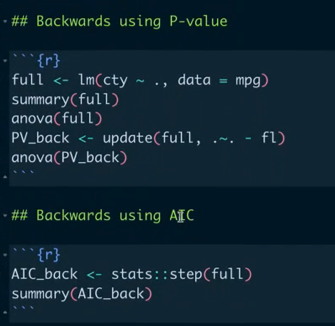 ## Backwards using P-value
```{r}
full <- lm(cty ~ ., data = mpg)
summary(full)
anova(full)
PV_back <- update(full, .~. - fl)
anova(PV_back)
```
## Backwards using AIC
```{r}
AIC_back <- stats::step(full)
summary(AIC_back)
```